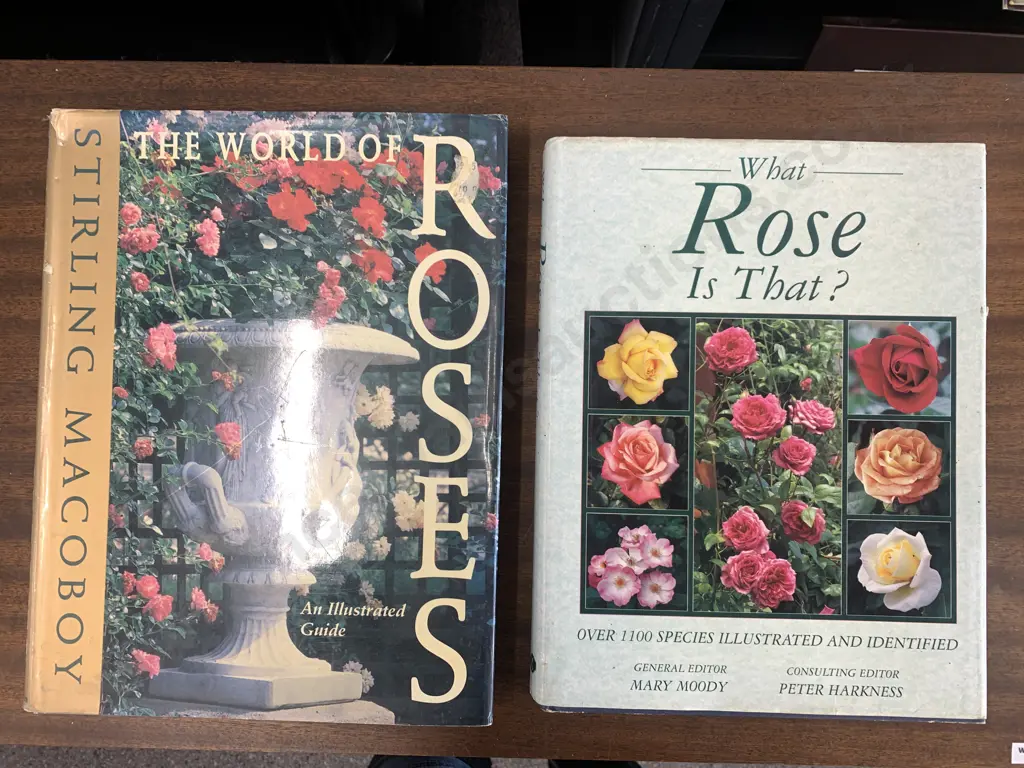 STIRLING MACOBOY
THE WORLD OF
ROSES
An Illustrated
Guide
What
Rose
Is That?
OVER 1100 SPECIES ILLUSTRATED AND IDENTIFIED
GENERAL EDITOR
MARY MOODY
CONSULTING EDITOR
PETER HARKNESS